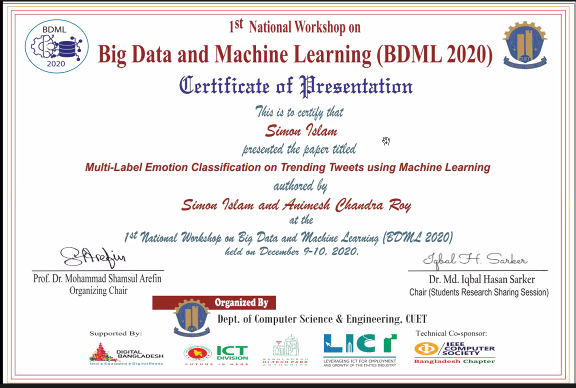 BDML
2020
1st National Workshop on
Big Data and Machine Learning (BDML 2020)
Certificate of Presentation
This is to certify that
Simon Islam
presented the paper titled
Multi-Label Emotion Classification on Trending Tweets using Machine Learning
authored by
Simon Islam and Animesh Chandra Roy
at the
1st National Workshop on Big Data and Machine Learning (BDML 2020)
held on December 9-10, 2020.
SArefin
Prof. Dr. Mohammad Shamsul Arefin
Organizing Chair
Iqbal H. Sarker
Dr. Md. Iqbal Hasan Sarker
Chair (Students Research Sharing Session)
Organized By
Dept. of Computer Science & Engineering, CUET
Supported By:
DIGITAL
BANGLADESH
ICT
DIVISION
FUTURE IS HERE
LICT
LEVERAGING ICT FOR EMPLOYMENT
AND GROWTH OF THE IT-ITES INDUSTRY
Technical Co-sponsor:
IEEE
COMPUTER
SOCIETY
Bangladesh Chapter